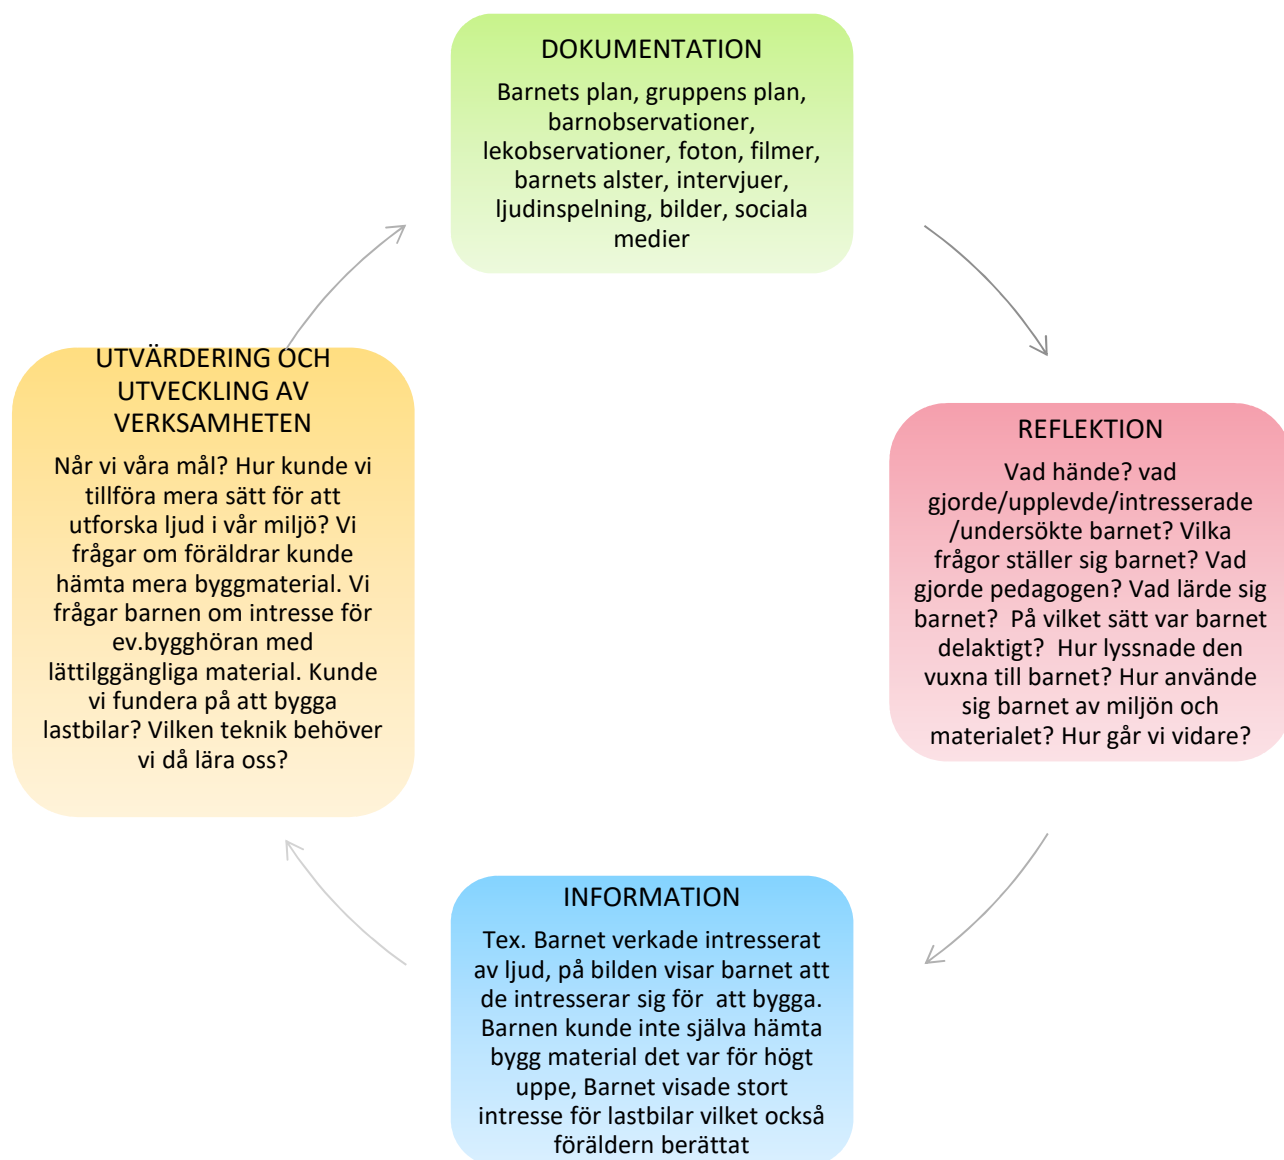 DOKUMENTATION
Barnets plan, gruppens plan,
barnobservationer,
lekobservationer, foton, filmer,
barnets alster, intervjuer,
ljudinspelning, bilder, sociala
medier
REFLEKTION
Vad hände? vad
gjorde/upplevde/intresserade
/undersökte barnet? Vilka
frågor ställer sig barnet? Vad
gjorde pedagogen? Vad lärde sig
barnet?  På vilket sätt var barnet
delaktigt?  Hur lyssnade den
vuxna till barnet? Hur använde
sig barnet av miljön och
materialet? Hur går vi vidare?
INFORMATION
Tex. Barnet verkade intresserat
av ljud, på bilden visar barnet att
de intresserar sig för  att bygga.
Barnen kunde inte själva hämta
bygg material det var för högt
uppe, Barnet visade stort
intresse för lastbilar vilket också
föräldern berättat
UTVÄRDERING OCH
UTVECKLING AV
VERKSAMHETEN
Når vi våra mål? Hur kunde vi
tillföra mera sätt för att
utforska ljud i vår miljö? Vi
frågar om föräldrar kunde
hämta mera byggmaterial. Vi
frågar barnen om intresse för
ev.bygghöran med
lättilggängliga material. Kunde
vi fundera på att bygga
lastbilar? Vilken teknik behöver
vi då lära oss?